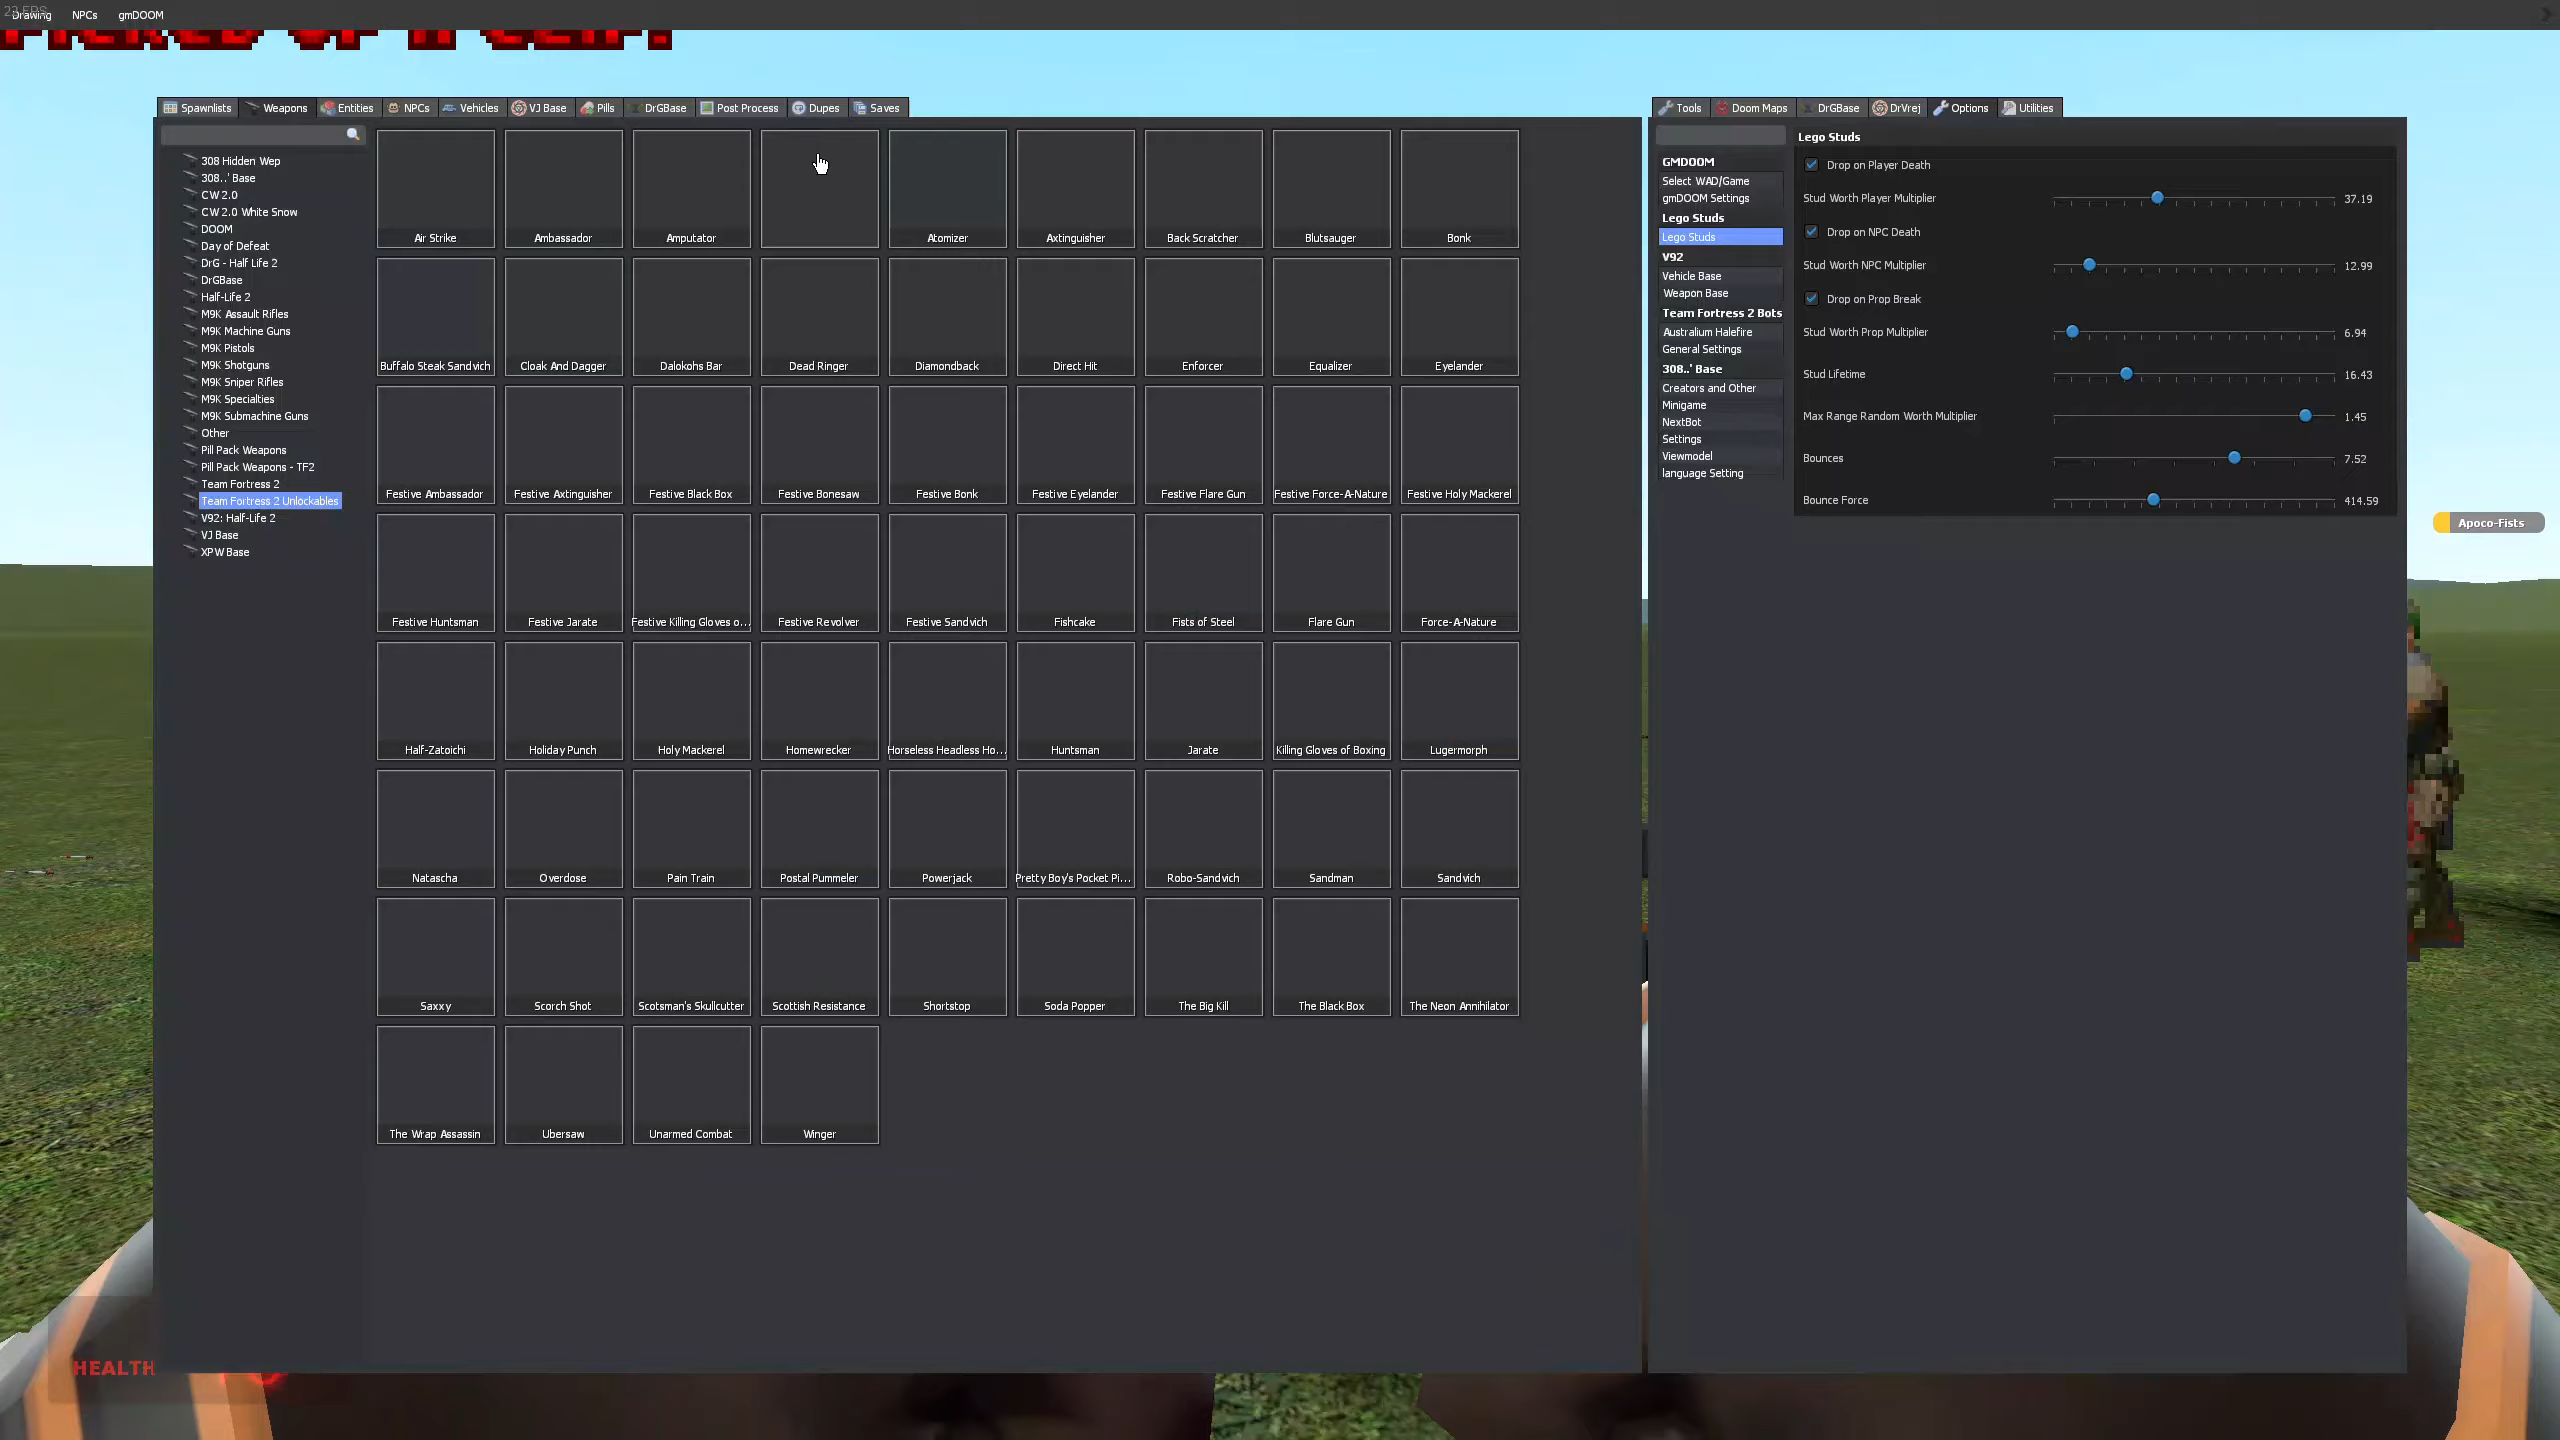 Drawing NPCs gmDOOM
Spawnlists Weapons Entities NPCs Vehicles VJ Base Pills DrGBase Post Process Dupes Saves
308 Hidden Wep
308..' Base
CW 2.0
CW 2.0 White Snow
DOOM
Day of Defeat
DrG - Half Life 2
DrGBase
Half-Life 2
M9K Assault Rifles
M9K Machine Guns
M9K Pistols
M9K Shotguns
M9K Sniper Rifles
M9K Specialties
M9K Submachine Guns
Other
Pill Pack Weapons
Pill Pack Weapons - TF2
Team Fortress 2
Team Fortress 2 Unlockables
V92: Half-Life 2
VJ Base
XPW Base
Air Strike Ambassador Amputator Atomizer Axtinguisher Back Scratcher Blutsauger Bonk
Buffalo Steak Sandvich Cloak And Dagger Dalokohs Bar Dead Ringer Diamondback Direct Hit Enforcer Equalizer Eyelander
Festive Ambassador Festive Axtinguisher Festive Black Box Festive Bonesaw Festive Bonk Festive Eyelander Festive Flare Gun Festive Force-A-Nature Festive Holy Mackerel
Festive Huntsman Festive Jarate Festive Killing Gloves o... Festive Revolver Festive Sandvich Fishcake Fists of Steel Flare Gun Force-A-Nature
Half-Zatoichi Holiday Punch Holy Mackerel Homewrecker Horseless Headless Ho... Huntsman Jarate Killing Gloves of Boxing Lugermorph
Natascha Overdose Pain Train Postal Pummeler Powerjack Pretty Boy's Pocket Pi... Robo-Sandvich Sandman Sandvich
Saxxy Scorch Shot Scotsman's Skullcutter Scottish Resistance Shortstop Soda Popper The Big Kill The Black Box The Neon Annihilator
The Wrap Assassin Ubersaw Unarmed Combat Winger
Tools Doom Maps DrGBase DrVrej Options Utilities
GMDOOM
Select WAD/Game
gmDOOM Settings
Lego Studs
Lego Studs
V92
Vehicle Base
Weapon Base
Team Fortress 2 Bots
Australium Halefire
General Settings
308..' Base
Creators and Other
Minigame
NextBot
Settings
Viewmodel
language Setting
Lego Studs
Drop on Player Death
Stud Worth Player Multiplier 37.19
Drop on NPC Death
Stud Worth NPC Multiplier 12.99
Drop on Prop Break
Stud Worth Prop Multiplier 6.94
Stud Lifetime 16.43
Max Range Random Worth Multiplier 1.45
Bounces 7.52
Bounce Force 414.59
Apoco-Fists
HEALTH